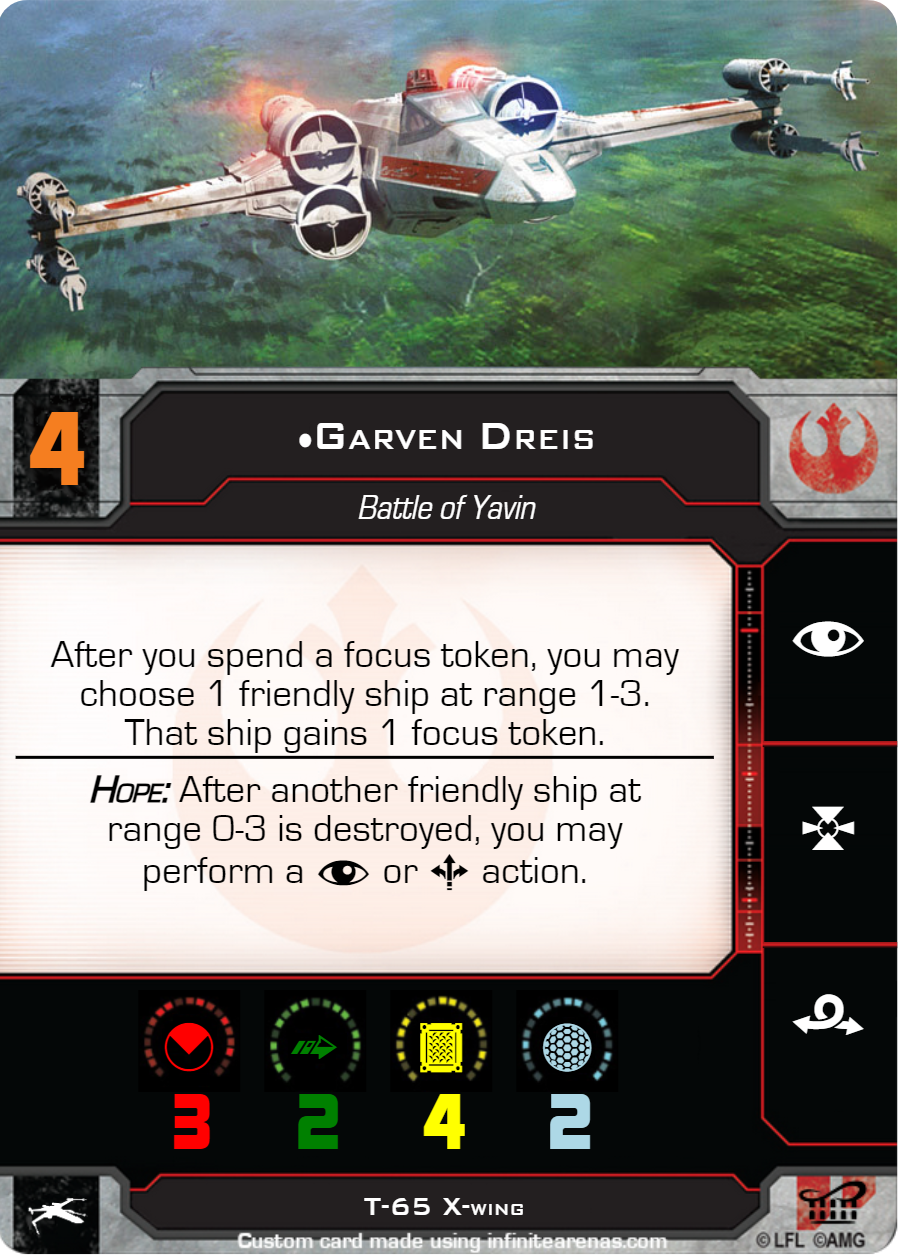 4
•Garven Dreis
Battle of Yavin
After you spend a focus token, you may
choose 1 friendly ship at range 1-3.
That ship gains 1 focus token.
Hope: After another friendly ship at
range 0-3 is destroyed, you may
perform a or action.
3 2 4 2
T-65 X-wing
Custom card made using infinitearenas.com
© LFL ©AMG